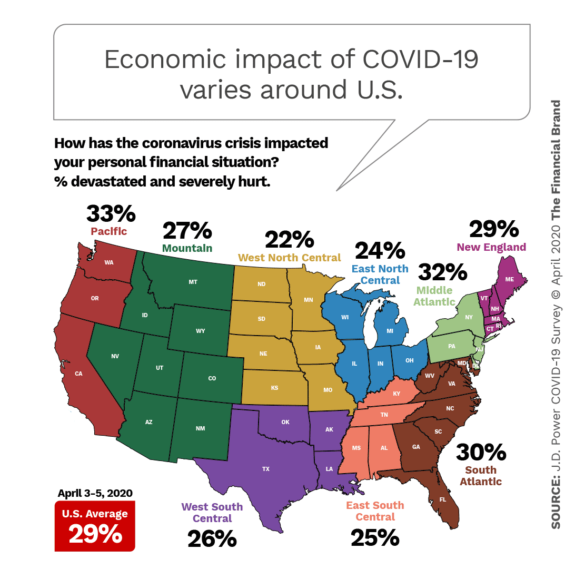 Economic impact of COVID-19
varies around U.S.
How has the coronavirus crisis impacted
your personal financial situation?
% devastated and severely hurt.
33%
Pacific
27%
Mountain
22%
West North Central
24%
East North
Central
32%
Middle
Atlantic
29%
New England
WA
OR
CA
MT
ID
WY
NV
UT
CO
AZ
NM
ND
SD
NE
KS
MN
IA
MO
WI
MI
IL
IN
OH
NY
PA
NJ
ME
VT
NH
MA
CT
RI
OK
AR
TX
LA
KY
TN
MS
AL
MD
WV
VA
NC
SC
GA
FL
30%
South
Atlantic
April 3–5, 2020
U.S. Average
29%
West South
Central
26%
East South
Central
25%
SOURCE: J.D. Power COVID-19 Survey © April 2020 The Financial Brand